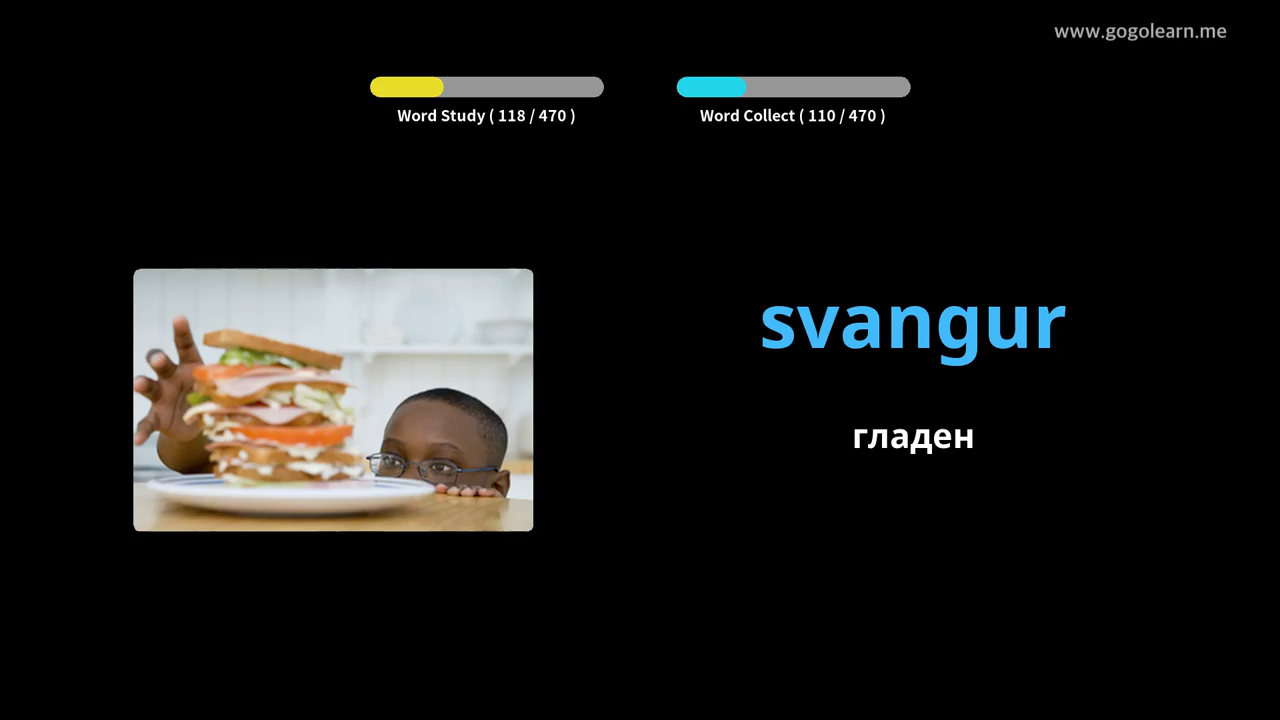 www.gogolearn.me
Word Study ( 118 / 470 )
Word Collect ( 110 / 470 )
svangur
гладен